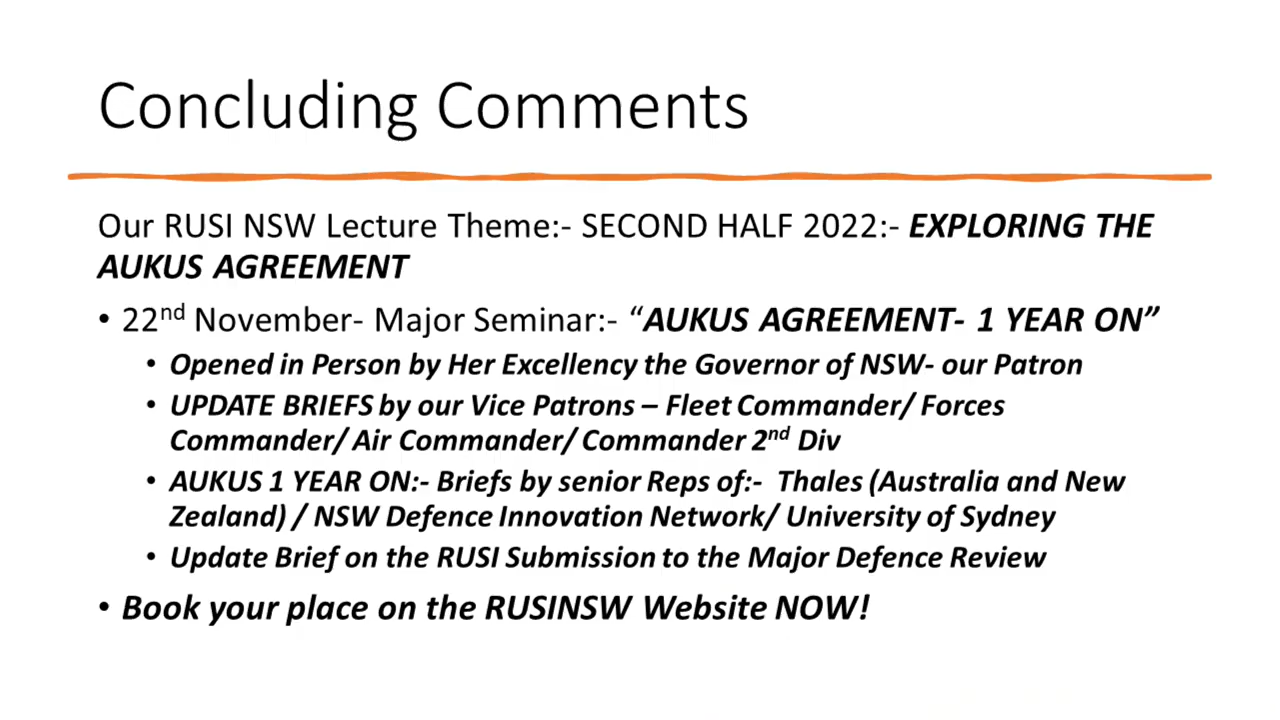 Concluding Comments
Our RUSI NSW Lecture Theme:- SECOND HALF 2022:- EXPLORING THE
AUKUS AGREEMENT
• 22nd November- Major Seminar:- “AUKUS AGREEMENT- 1 YEAR ON”
• Opened in Person by Her Excellency the Governor of NSW- our Patron
• UPDATE BRIEFS by our Vice Patrons – Fleet Commander/ Forces
Commander/ Air Commander/ Commander 2nd Div
• AUKUS 1 YEAR ON:- Briefs by senior Reps of:- Thales (Australia and New
Zealand) / NSW Defence Innovation Network/ University of Sydney
• Update Brief on the RUSI Submission to the Major Defence Review
• Book your place on the RUSINSW Website NOW!